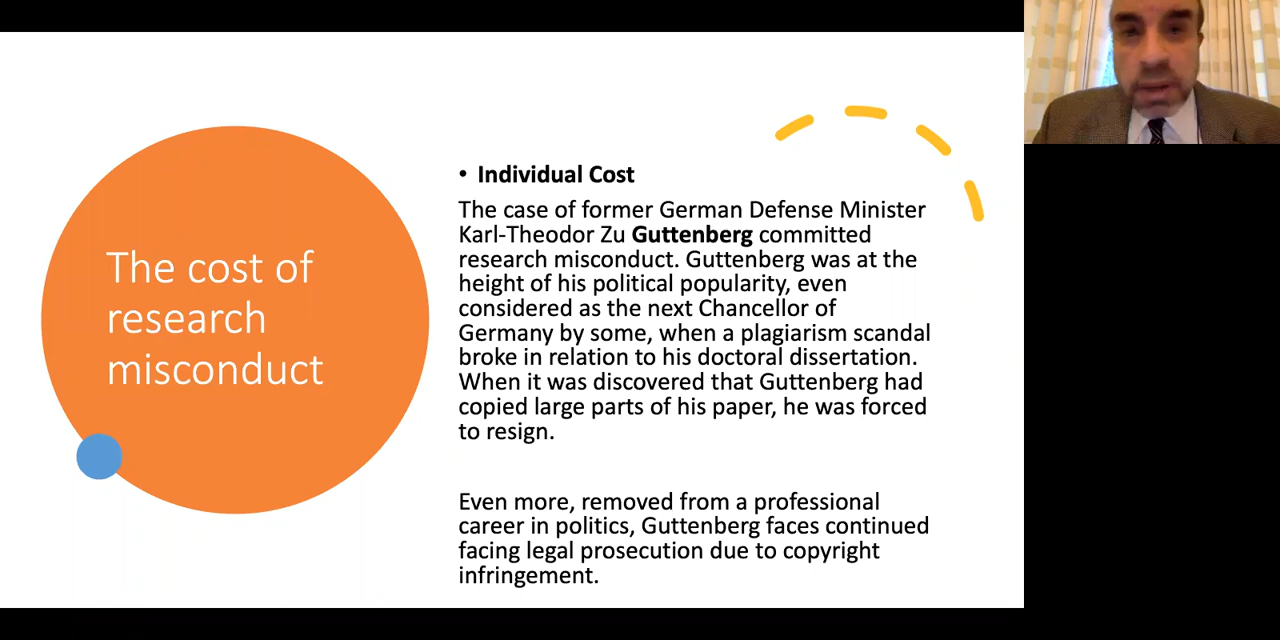 The cost of
research
misconduct
• Individual Cost
The case of former German Defense Minister
Karl-Theodor Zu Guttenberg committed
research misconduct. Guttenberg was at the
height of his political popularity, even
considered as the next Chancellor of
Germany by some, when a plagiarism scandal
broke in relation to his doctoral dissertation.
When it was discovered that Guttenberg had
copied large parts of his paper, he was forced
to resign.
Even more, removed from a professional
career in politics, Guttenberg faces continued
facing legal prosecution due to copyright
infringement.